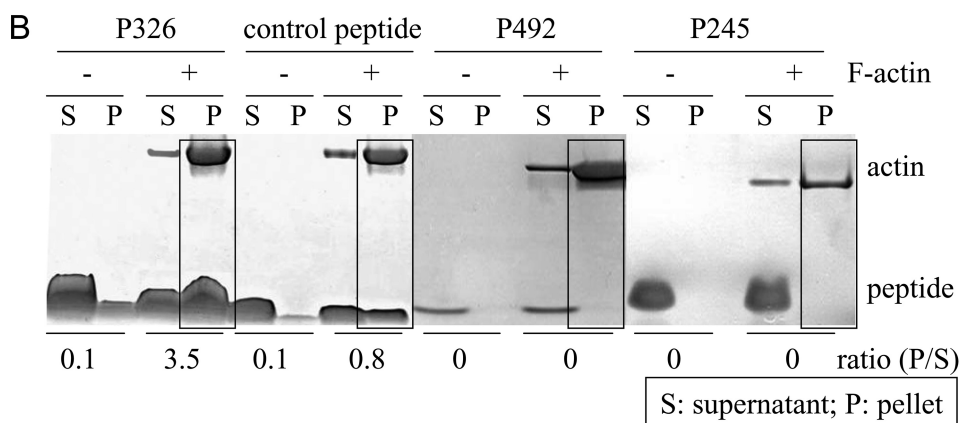 B
P326 control peptide P492 P245
- + - + - + - + F-actin
S P S P S P S P S P S P S P S P
actin
peptide
0.1 3.5 0.1 0.8 0 0 0 0 ratio (P/S)
S: supernatant; P: pellet